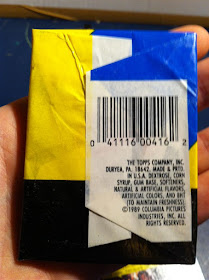 0 41116 00416 2
THE TOPPS COMPANY, INC.
DURYEA, PA. 18642. MADE & PRTD.
IN U.S.A. DEXTROSE, CORN
SYRUP, GUM BASE, SOFTENERS,
NATURAL & ARTIFICIAL FLAVORS,
ARTIFICIAL COLORS, AND BHT
(TO MAINTAIN FRESHNESS).
©1989 COLUMBIA PICTURES
INDUSTRIES, INC. ALL
RIGHTS RESERVED.